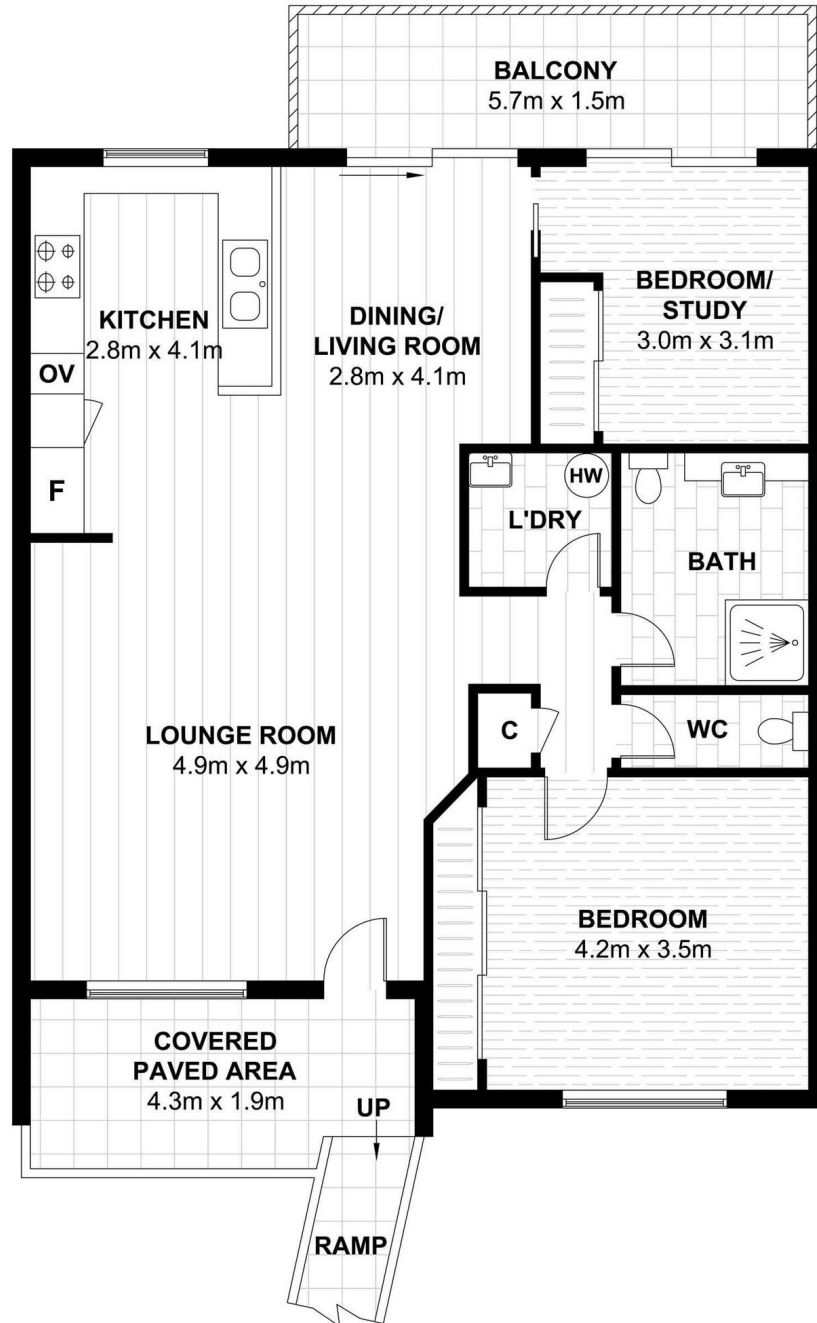 BALCONY
5.7m x 1.5m
KITCHEN
2.8m x 4.1m
DINING/
LIVING ROOM
2.8m x 4.1m
BEDROOM/
STUDY
3.0m x 3.1m
OV
F
HW
L'DRY
BATH
LOUNGE ROOM
4.9m x 4.9m
C
WC
BEDROOM
4.2m x 3.5m
COVERED
PAVED AREA
4.3m x 1.9m
UP
RAMP